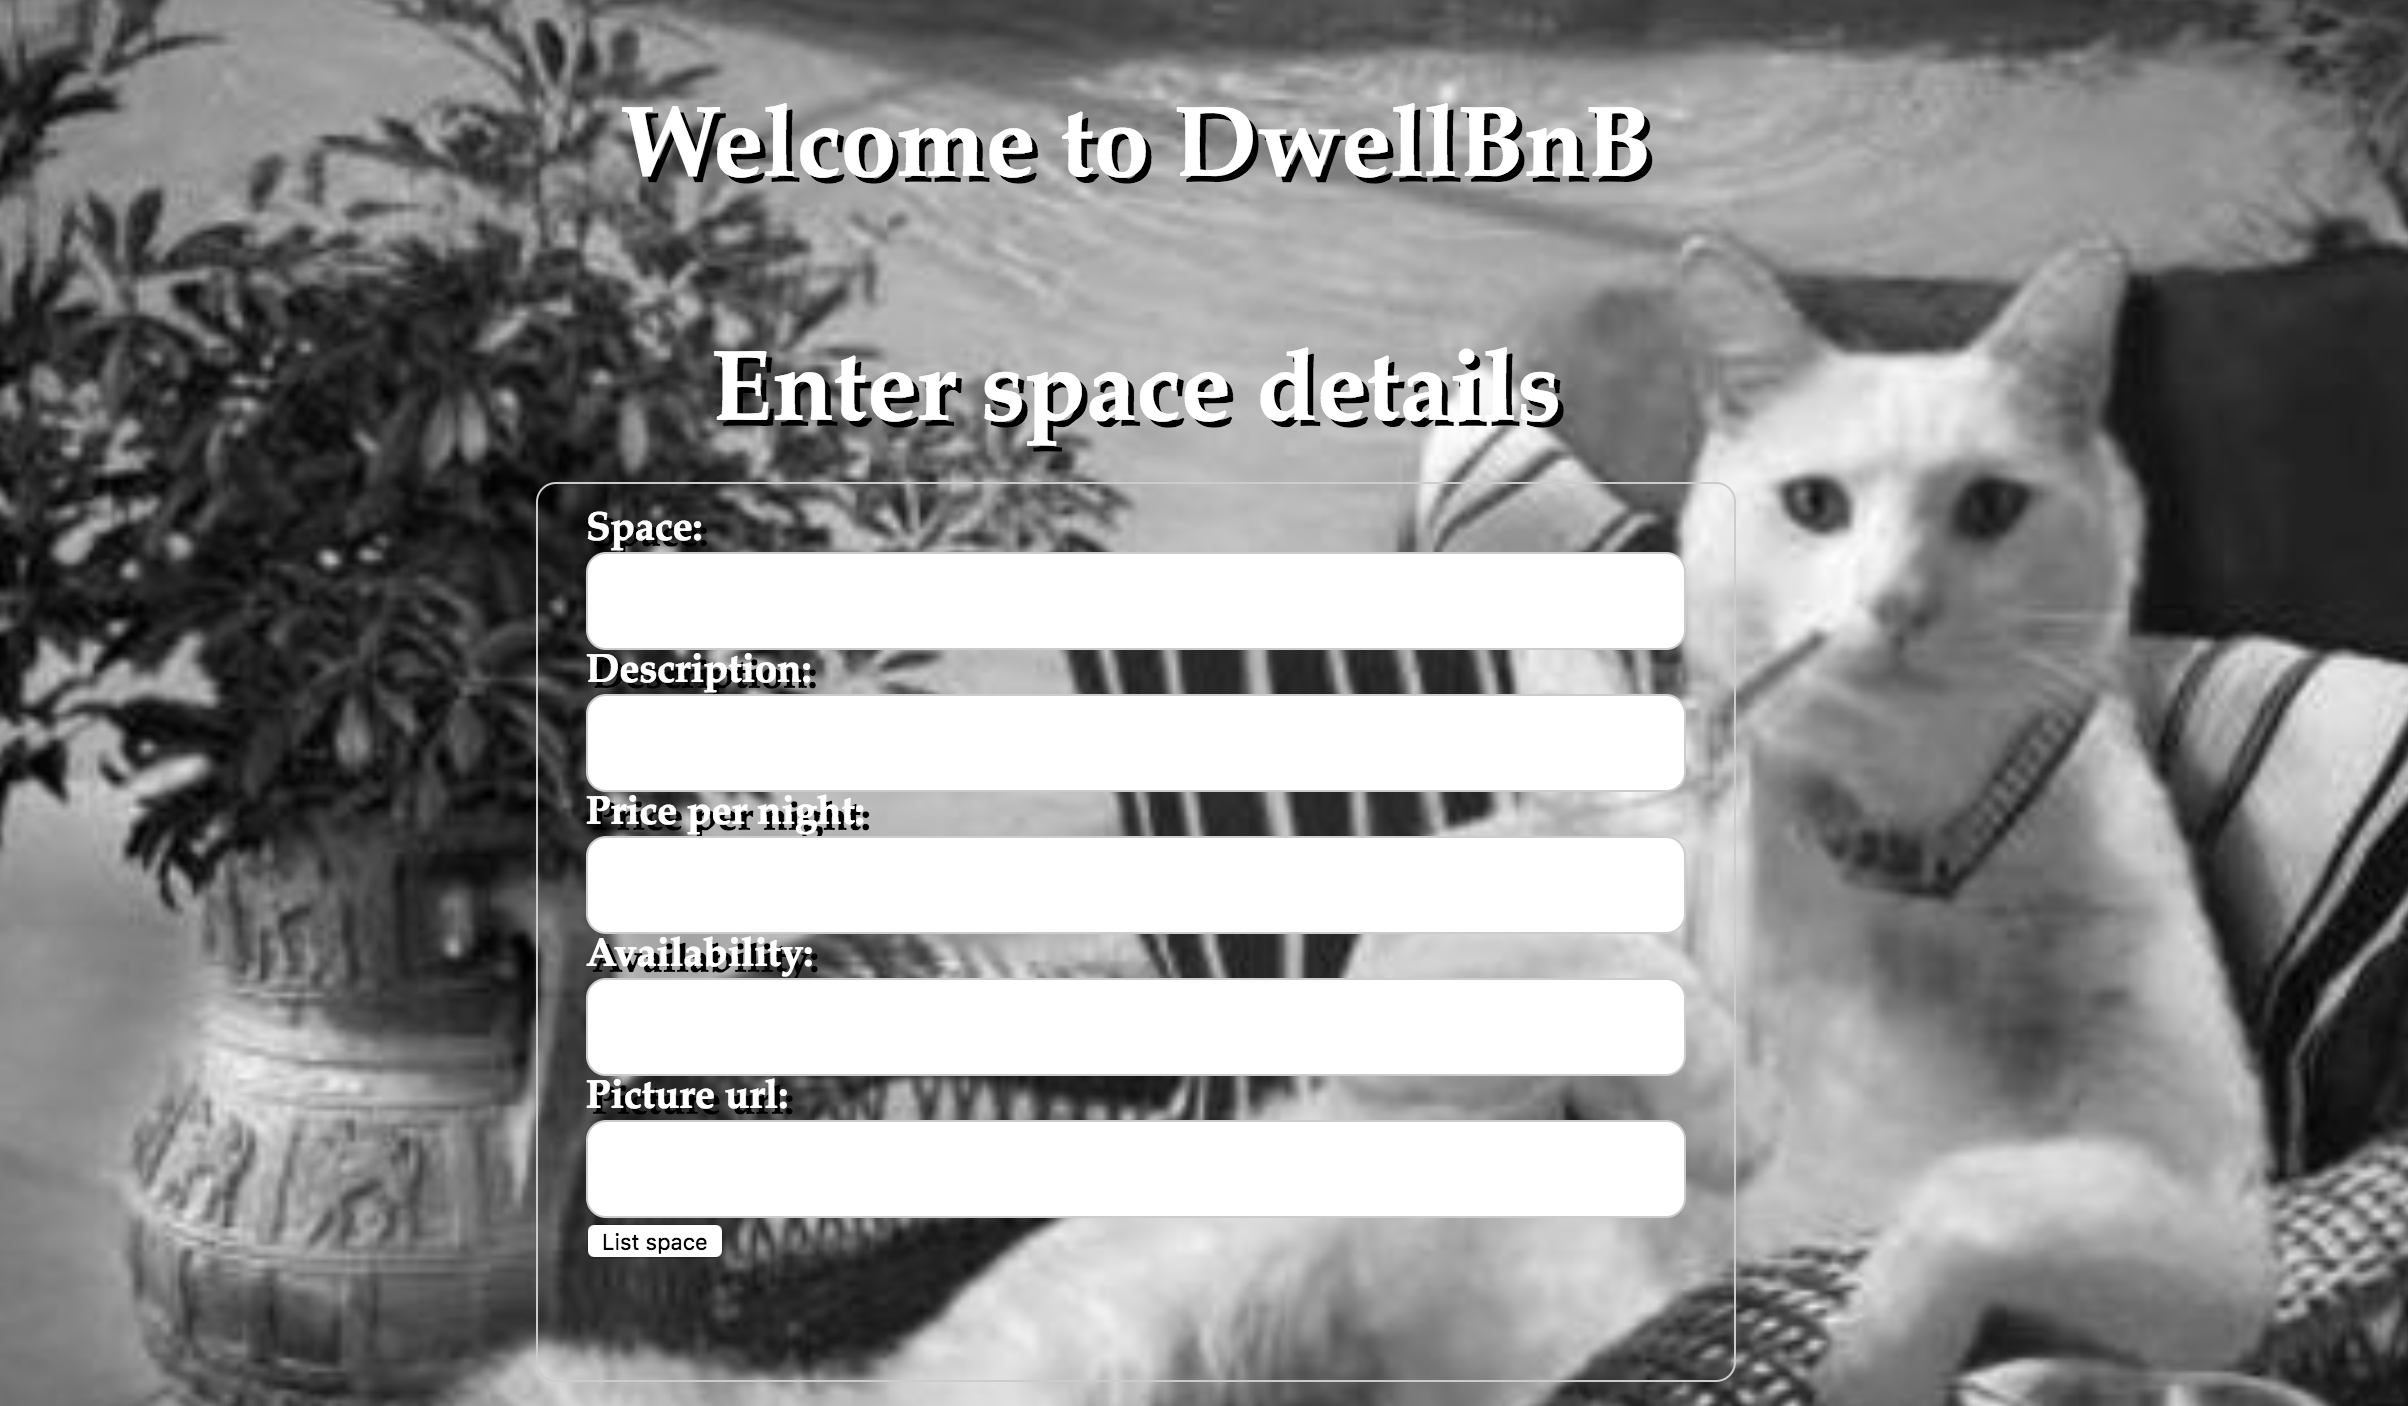 Welcome to DwellBnB
Enter space details
Space:
Description:
Price per night:
Availability:
Picture url:
List space